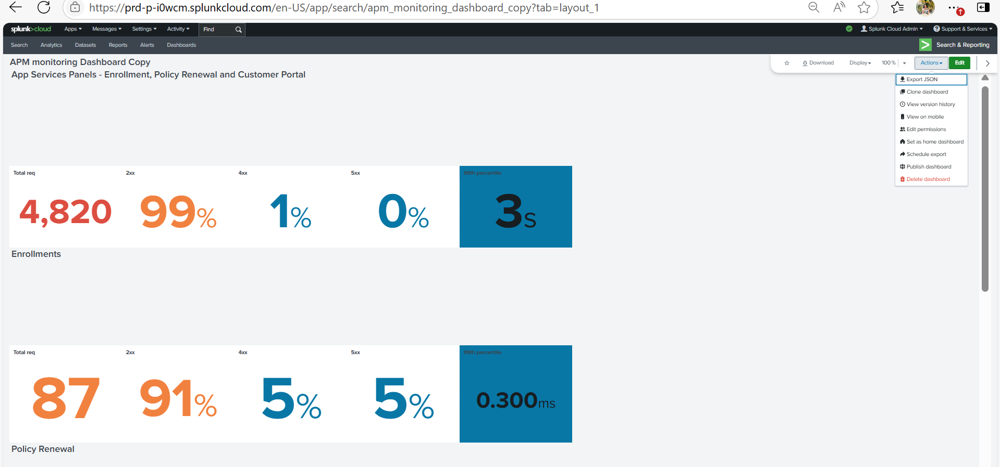 https://prd-p-i0wcm.splunkcloud.com/en-US/app/search/apm_monitoring_dashboard_copy?tab=layout_1
splunk>cloud Apps Messages Settings Activity Find Splunk Cloud Admin Support & Services
Search Analytics Datasets Reports Alerts Dashboards Search & Reporting
APM monitoring Dashboard Copy
Download Display 100% Actions Edit
App Services Panels - Enrollment, Policy Renewal and Customer Portal
Export JSON
Clone dashboard
View version history
View on mobile
Edit permissions
Set as home dashboard
Schedule export
Publish dashboard
Delete dashboard
Total req 2xx 4xx 5xx 99th percentile
4,820 99% 1% 0% 3s
Enrollments
Total req 2xx 4xx 5xx 99th percentile
87 91% 5% 5% 0.300ms
Policy Renewal